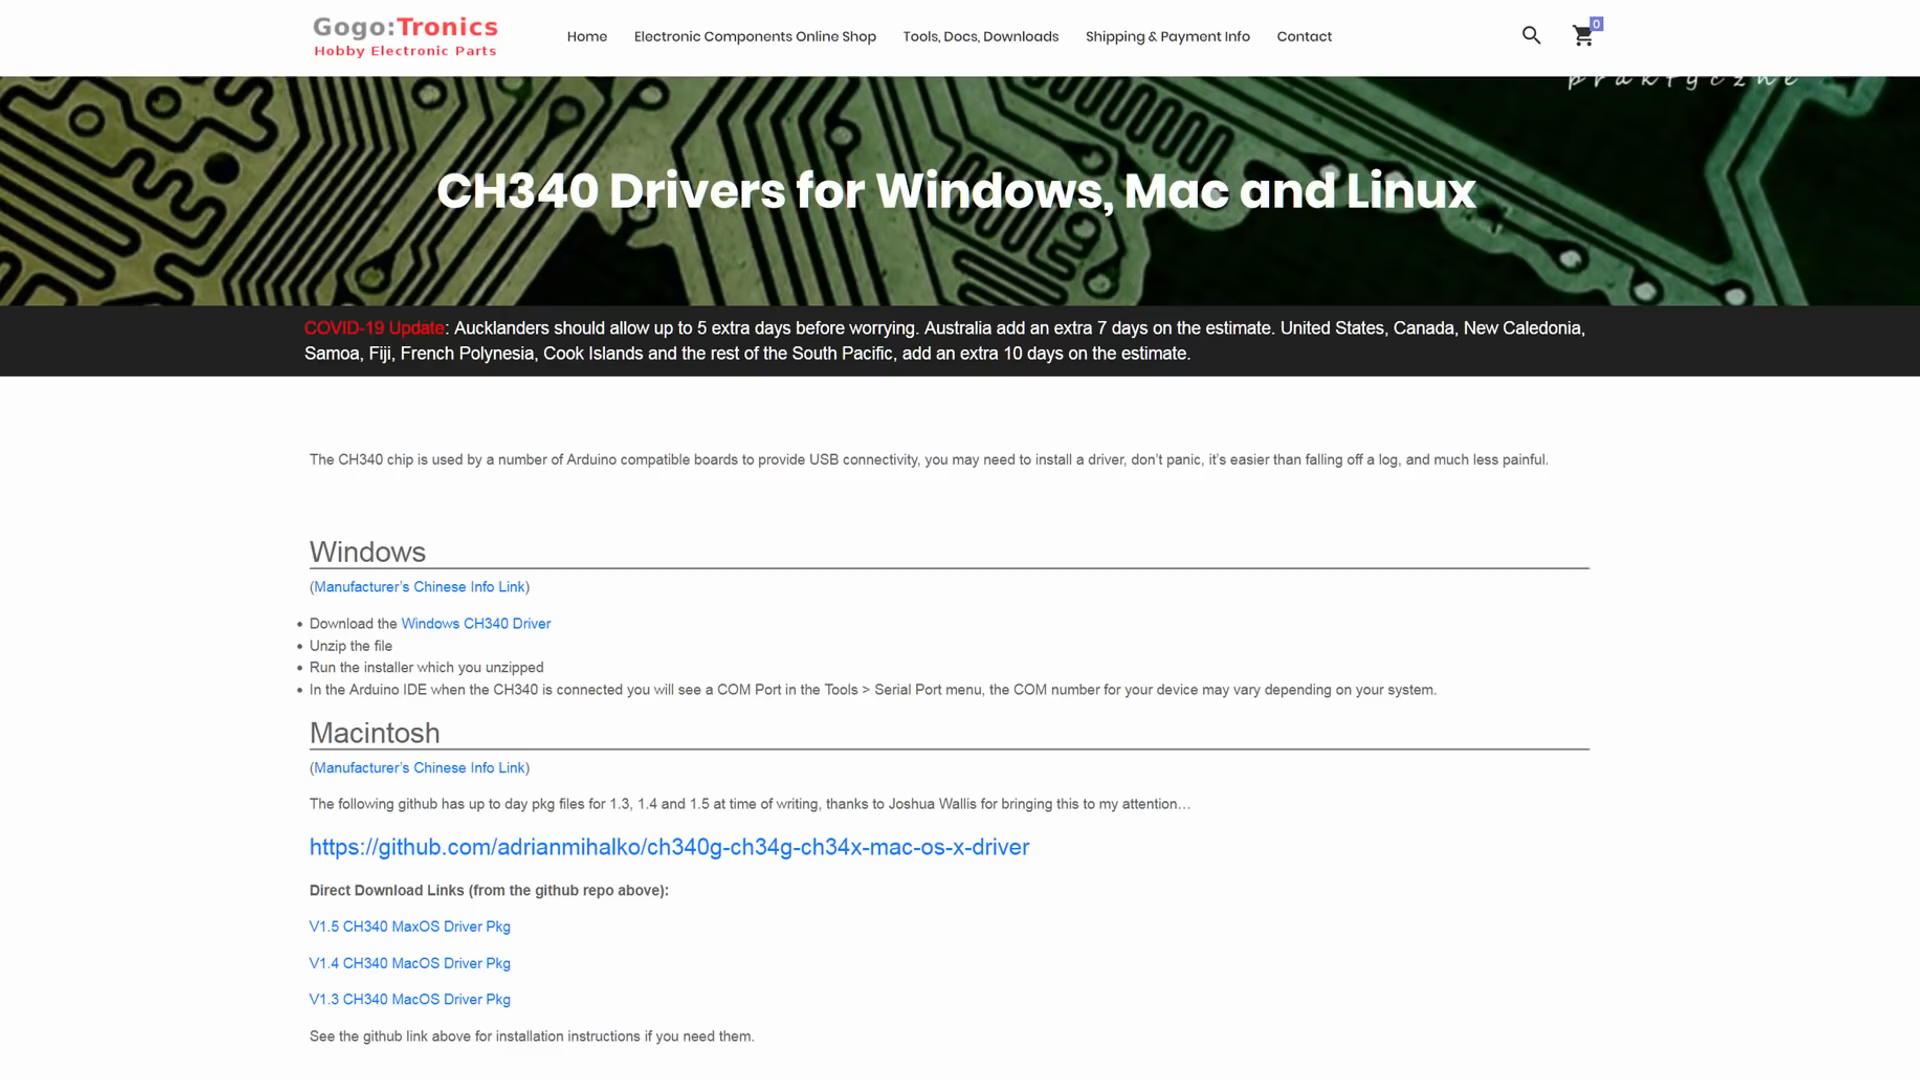 Gogo:Tronics
Hobby Electronic Parts
Home
Electronic Components Online Shop
Tools, Docs, Downloads
Shipping & Payment Info
Contact
0
praktyczne
CH340 Drivers for Windows, Mac and Linux
COVID-19 Update: Aucklanders should allow up to 5 extra days before worrying. Australia add an extra 7 days on the estimate. United States, Canada, New Caledonia,
Samoa, Fiji, French Polynesia, Cook Islands and the rest of the South Pacific, add an extra 10 days on the estimate.
The CH340 chip is used by a number of Arduino compatible boards to provide USB connectivity, you may need to install a driver, don't panic, it's easier than falling off a log, and much less painful.
Windows
(Manufacturer's Chinese Info Link)
• Download the Windows CH340 Driver
• Unzip the file
• Run the installer which you unzipped
• In the Arduino IDE when the CH340 is connected you will see a COM Port in the Tools > Serial Port menu, the COM number for your device may vary depending on your system.
Macintosh
(Manufacturer's Chinese Info Link)
The following github has up to day pkg files for 1.3, 1.4 and 1.5 at time of writing, thanks to Joshua Wallis for bringing this to my attention…
https://github.com/adrianmihalko/ch340g-ch34g-ch34x-mac-os-x-driver
Direct Download Links (from the github repo above):
V1.5 CH340 MaxOS Driver Pkg
V1.4 CH340 MacOS Driver Pkg
V1.3 CH340 MacOS Driver Pkg
See the github link above for installation instructions if you need them.